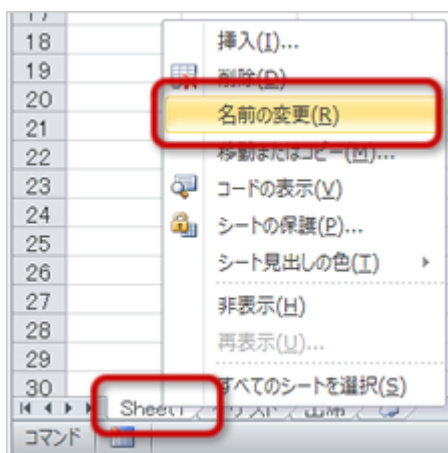 18
19
20
21
22
23
24
25
26
27
28
29
30
挿入(I)...
削除(D)
名前の変更(R)
移動またはコピー(M)...
コードの表示(V)
シートの保護(P)...
シート見出しの色(T)
非表示(H)
再表示(U)...
すべてのシートを選択(S)
Sheet1
コマンド